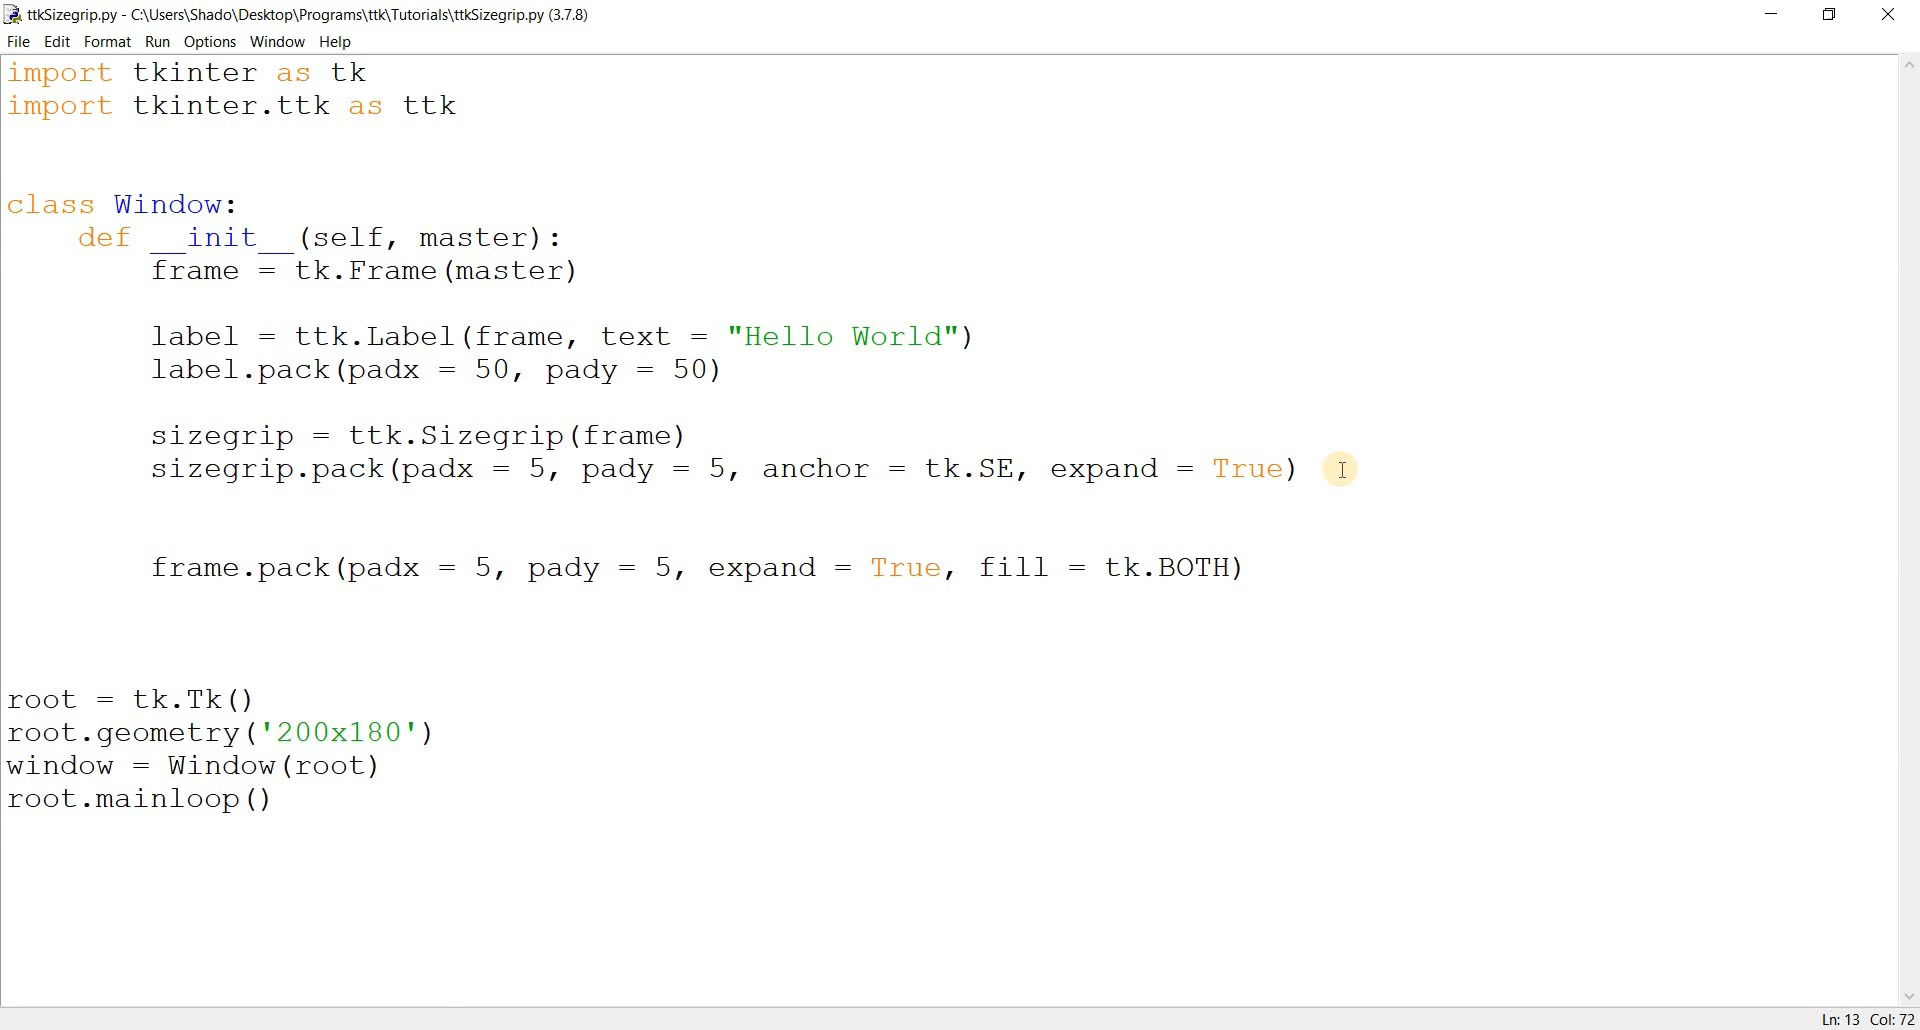 ttkSizegrip.py - C:\Users\Shado\Desktop\Programs\ttk\Tutorials\ttkSizegrip.py (3.7.8)
File Edit Format Run Options Window Help
import tkinter as tk
import tkinter.ttk as ttk
class Window:
    def __init__(self, master):
        frame = tk.Frame(master)
        label = ttk.Label(frame, text = "Hello World")
        label.pack(padx = 50, pady = 50)
        sizegrip = ttk.Sizegrip(frame)
        sizegrip.pack(padx = 5, pady = 5, anchor = tk.SE, expand = True)
        frame.pack(padx = 5, pady = 5, expand = True, fill = tk.BOTH)
root = tk.Tk()
root.geometry('200x180')
window = Window(root)
root.mainloop()
Ln: 13 Col: 72